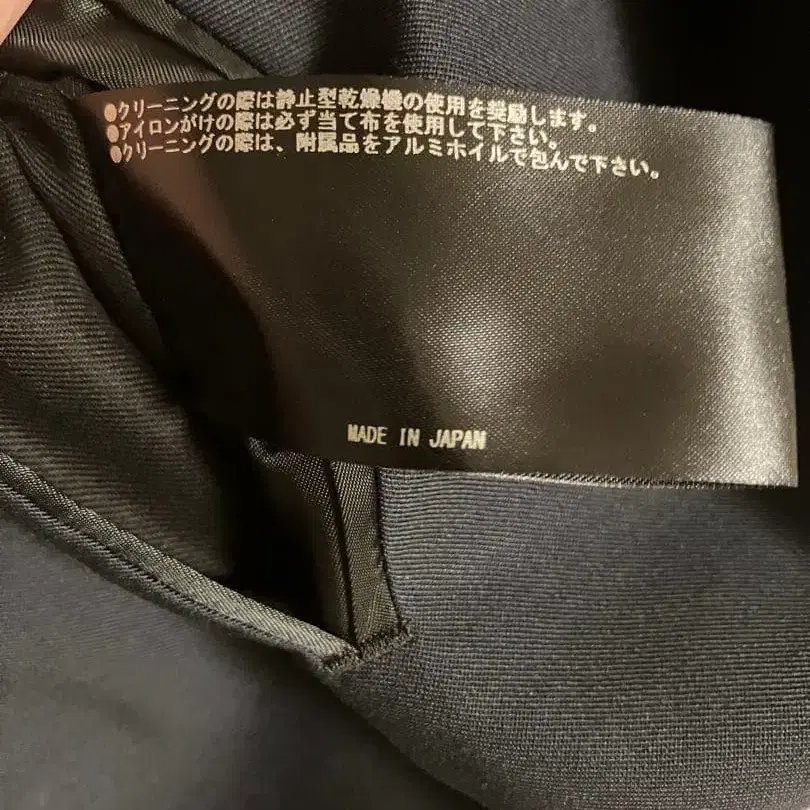 ●クリーニングの際は静止型乾燥機の使用を奨励します。
●アイロンがけの際は必ず当て布を使用して下さい。
●クリーニングの際は、附属品をアルミホイルで包んで下さい。
MADE IN JAPAN